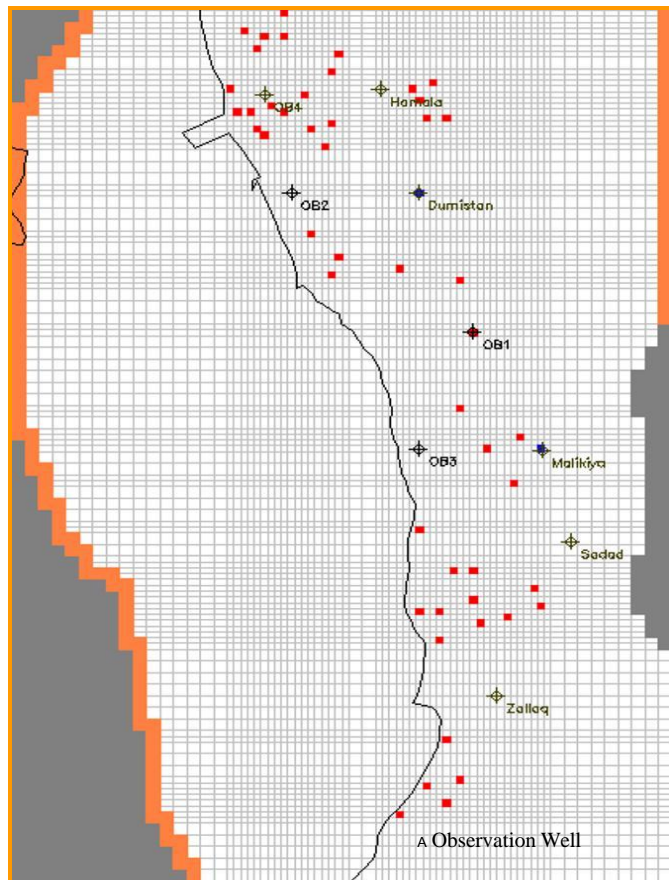 OB4
Hamala
OB2
Dumistan
OB1
OB3
Malikiya
Sadad
Zallaq
A Observation Well